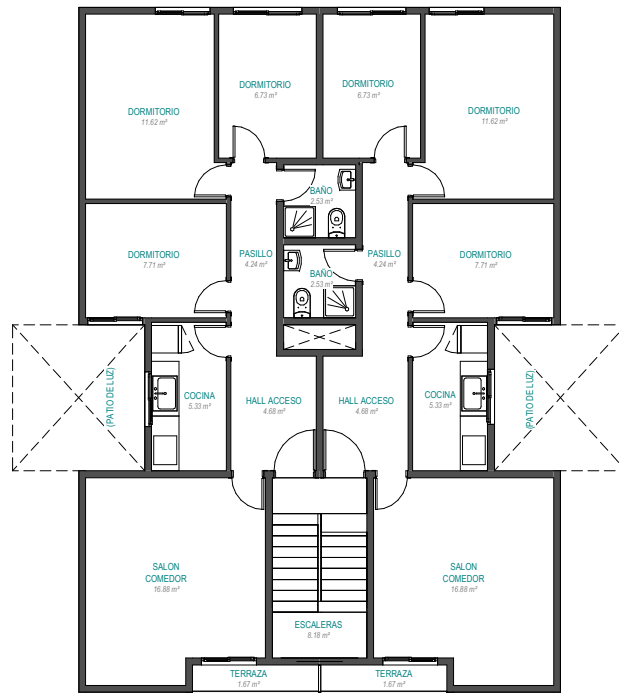 DORMITORIO
6.73 m²
DORMITORIO
6.73 m²
DORMITORIO
11.62 m²
DORMITORIO
11.62 m²
BAÑO
2.53 m²
DORMITORIO
7.71 m²
PASILLO
4.24 m²
PASILLO
4.24 m²
DORMITORIO
7.71 m²
BAÑO
2.53 m²
(PATIO DE LUZ)
COCINA
5.33 m²
HALL ACCESO
4.68 m²
HALL ACCESO
4.68 m²
COCINA
5.33 m²
(PATIO DE LUZ)
SALON
COMEDOR
16.88 m²
SALON
COMEDOR
16.88 m²
ESCALERAS
8.18 m²
TERRAZA
1.67 m²
TERRAZA
1.67 m²